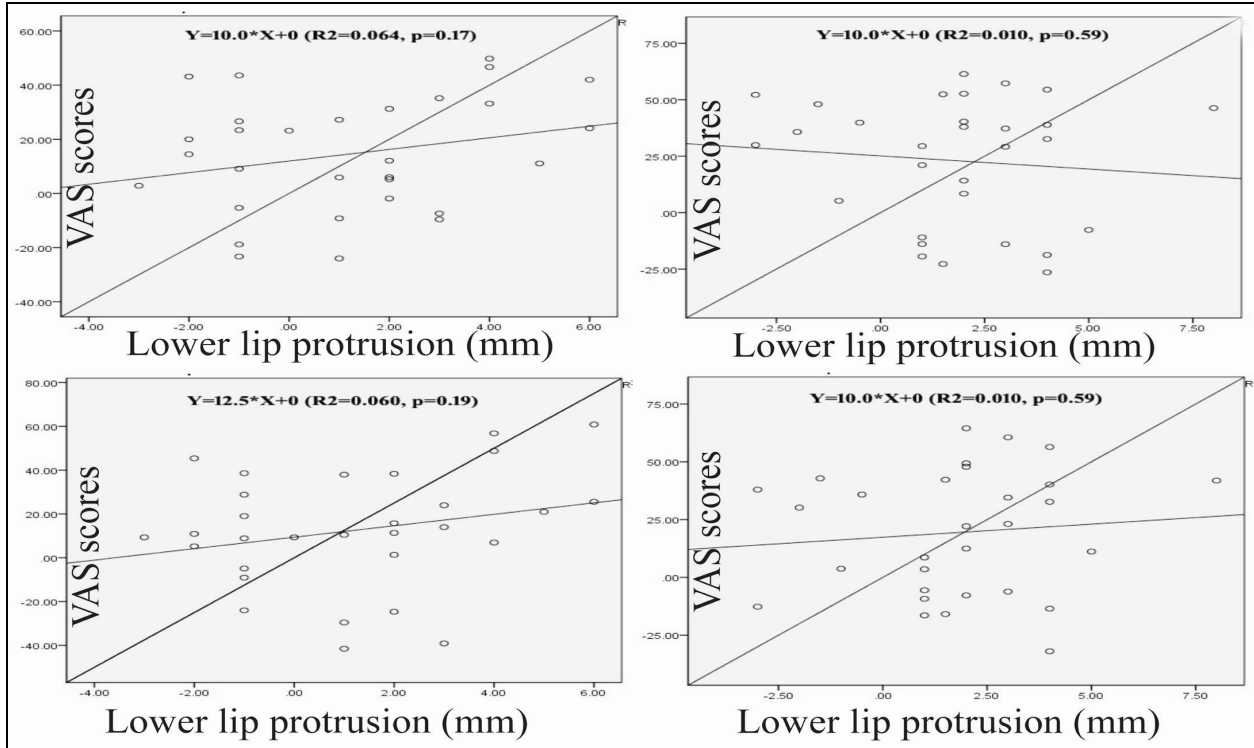 R
Y=10.0*X+0 (R2=0.064, p=0.17)
60.00
40.00
20.00
.00
-20.00
-40.00
VAS scores
-4.00 -2.00 .00 2.00 4.00 6.00
Lower lip protrusion (mm)
Y=10.0*X+0 (R2=0.010, p=0.59)
75.00
50.00
25.00
.00
-25.00
VAS scores
-2.50 .00 2.50 5.00 7.50
Lower lip protrusion (mm)
R
Y=12.5*X+0 (R2=0.060, p=0.19)
80.00
60.00
40.00
20.00
.00
-20.00
-40.00
VAS scores
-4.00 -2.00 .00 2.00 4.00 6.00
Lower lip protrusion (mm)
R
Y=10.0*X+0 (R2=0.010, p=0.59)
75.00
50.00
25.00
.00
-25.00
VAS scores
-2.50 .00 2.50 5.00 7.50
Lower lip protrusion (mm)